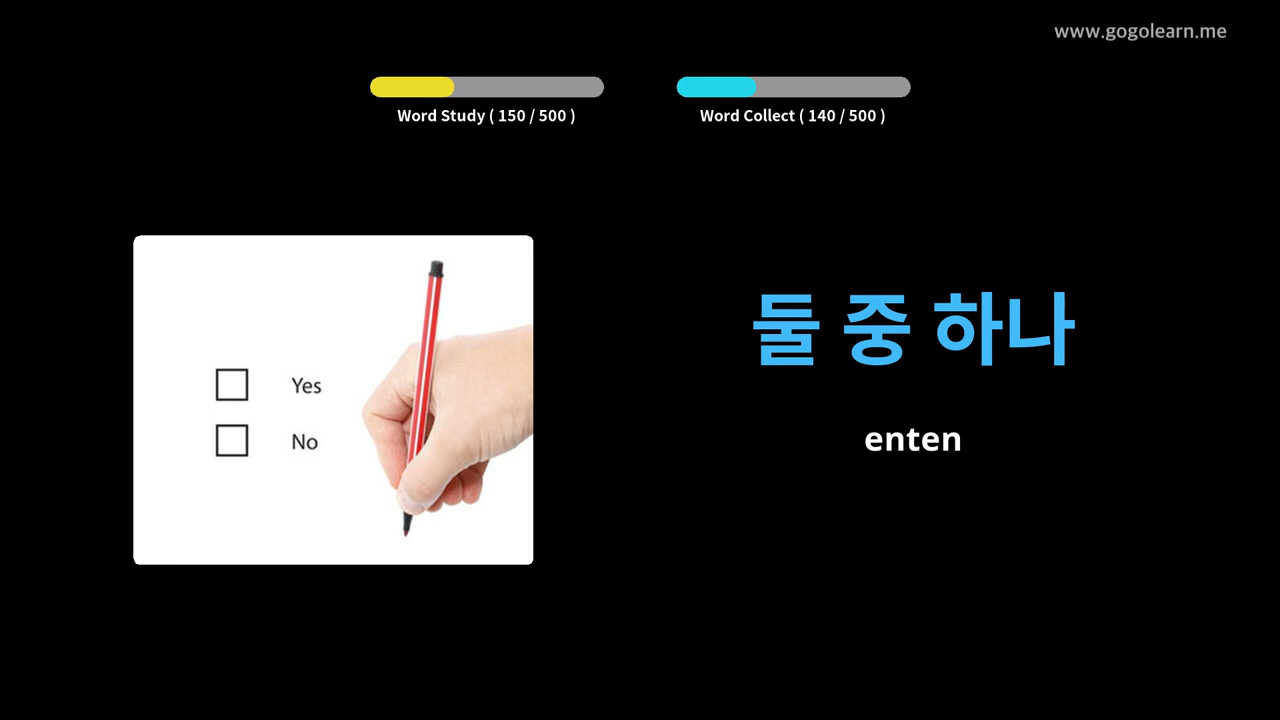 www.gogolearn.me
Word Study ( 150 / 500 )
Word Collect ( 140 / 500 )
Yes
No
둘 중 하나
enten